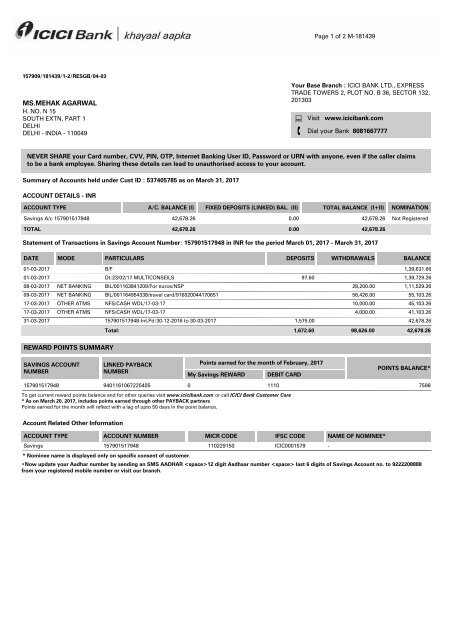 ICICI Bank | khayaal aapka
Page 1 of 2 M-181439
157909/181439/1-2/RESGB/04-03
Your Base Branch : ICICI BANK LTD., EXPRESS
TRADE TOWERS 2, PLOT NO. B 36, SECTOR 132,
201303
MS.MEHAK AGARWAL
H. NO. N 15
SOUTH EXTN, PART 1
DELHI
DELHI - INDIA - 110049
Visit www.icicibank.com
Dial your Bank 8081667777
NEVER SHARE your Card number, CVV, PIN, OTP, Internet Banking User ID, Password or URN with anyone, even if the caller claims
to be a bank employee. Sharing these details can lead to unauthorised access to your account.
Summary of Accounts held under Cust ID : 537405785 as on March 31, 2017
ACCOUNT DETAILS - INR
ACCOUNT TYPE A/C. BALANCE (I) FIXED DEPOSITS (LINKED) BAL. (II) TOTAL BALANCE (I+II) NOMINATION
Savings A/c 157901517948 42,678.26 0.00 42,678.26 Not Registered
TOTAL 42,678.26 0.00 42,678.26
Statement of Transactions in Savings Account Number: 157901517948 in INR for the period March 01, 2017 - March 31, 2017
DATE MODE PARTICULARS DEPOSITS WITHDRAWALS BALANCE
01-03-2017 B/F 1,39,631.66
01-03-2017 Dt:23/02/17 MULTICONSEILS 97.60 1,39,729.26
08-03-2017 NET BANKING BIL/001163841209/For euros/NSP 28,200.00 1,11,529.26
09-03-2017 NET BANKING BIL/001164054338/travel card/916020044170651 56,426.00 55,103.26
17-03-2017 OTHER ATMS NFS/CASH WDL/17-03-17 10,000.00 45,103.26
17-03-2017 OTHER ATMS NFS/CASH WDL/17-03-17 4,000.00 41,103.26
31-03-2017 157901517948:Int.Pd:30-12-2016 to 30-03-2017 1,575.00 42,678.26
Total: 1,672.60 98,626.00 42,678.26
REWARD POINTS SUMMARY
SAVINGS ACCOUNT NUMBER LINKED PAYBACK NUMBER Points earned for the month of February, 2017 POINTS BALANCE*
My Savings REWARD DEBIT CARD
157901517948 9401161067225405 0 1110 7598
To get current reward points balance and for other queries visit www.icicibank.com or call ICICI Bank Customer Care
* As on March 20, 2017, includes points earned through other PAYBACK partners
Points earned for the month will reflect with a lag of upto 50 days in the point balance.
Account Related Other Information
ACCOUNT TYPE ACCOUNT NUMBER MICR CODE IFSC CODE NAME OF NOMINEE*
Savings 157901517948 110229150 ICIC0001579 -
* Nominee name is displayed only on specific consent of customer.
•Now update your Aadhar number by sending an SMS AADHAR <space>12 digit Aadhaar number <space> last 6 digits of Savings Account no. to 9222208888
from your registered mobile number or visit our branch.